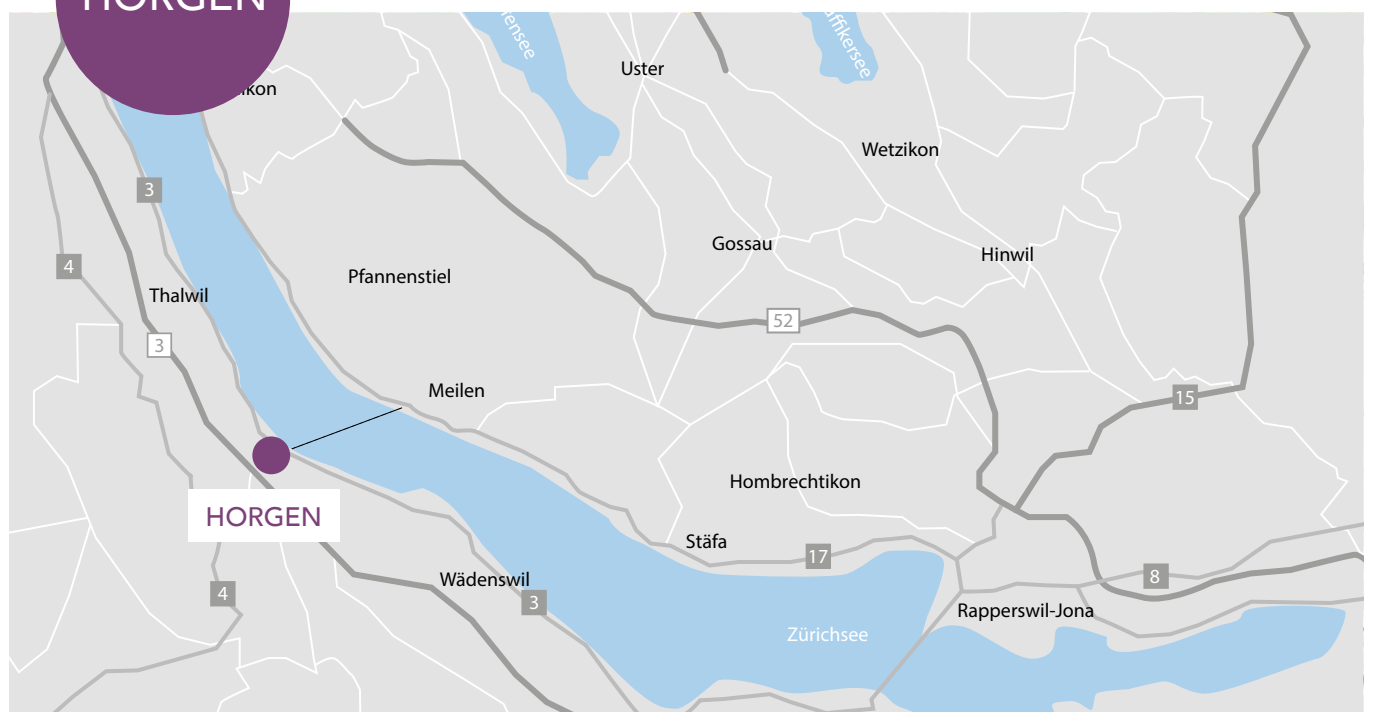 HORGEN
Uster
Wetzikon
3
Gossau
Hinwil
4
Pfannenstiel
Thalwil
52
3
Meilen
15
Hombrechtikon
HORGEN
Stäfa
17
Wädenswil
8
4
3
Rapperswil-Jona
Zürichsee